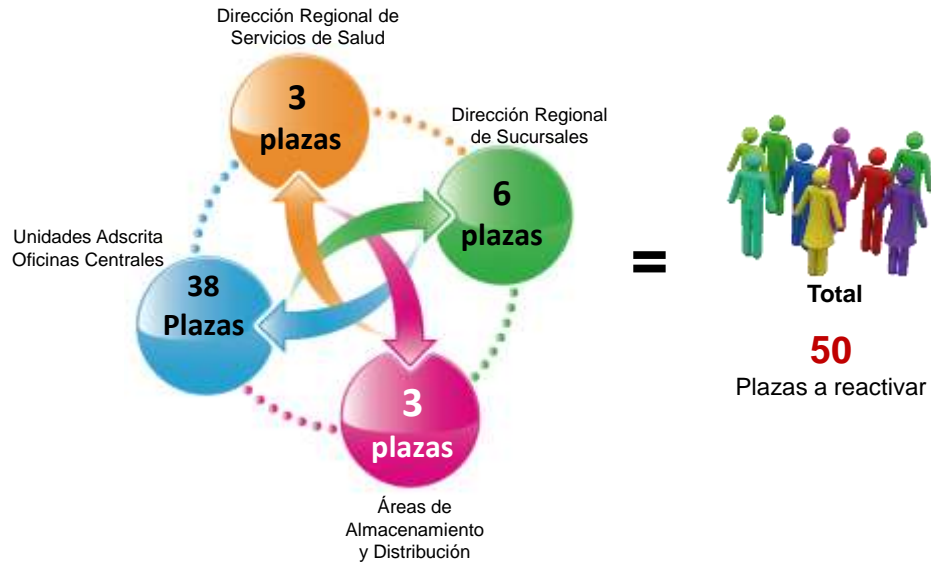 Dirección Regional de
Servicios de Salud
3
plazas
Dirección Regional
de Sucursales
6
plazas
Unidades Adscrita
Oficinas Centrales
38
Plazas
3
plazas
Áreas de
Almacenamiento
y Distribución
=
Total
50
Plazas a reactivar